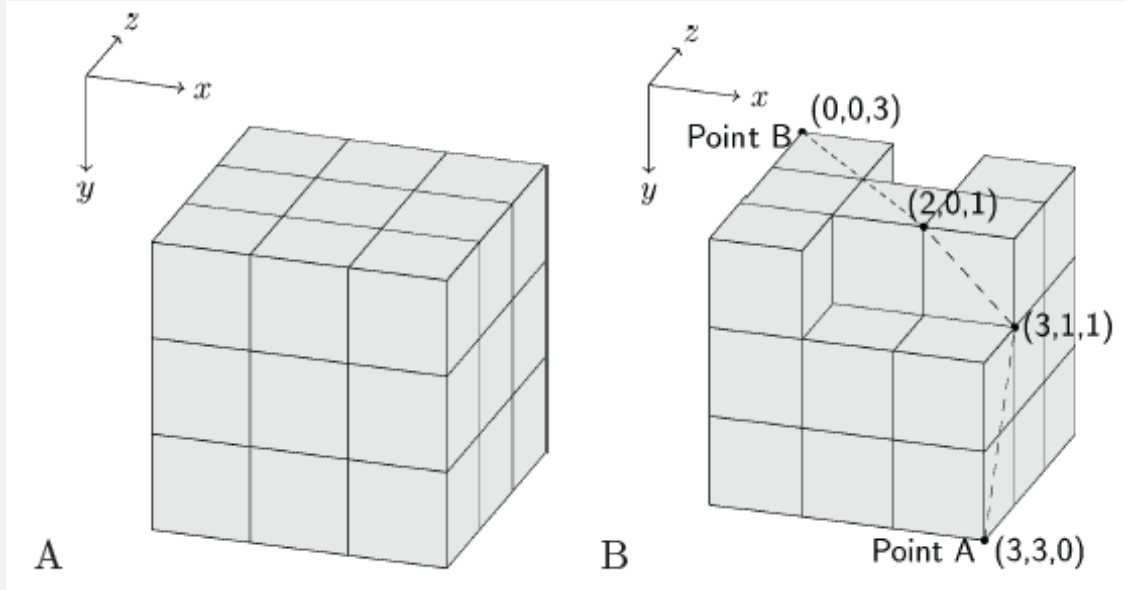 z
x
y
A
z
x
y
(0,0,3)
Point B
(2,0,1)
(3,1,1)
Point A
(3,3,0)
B